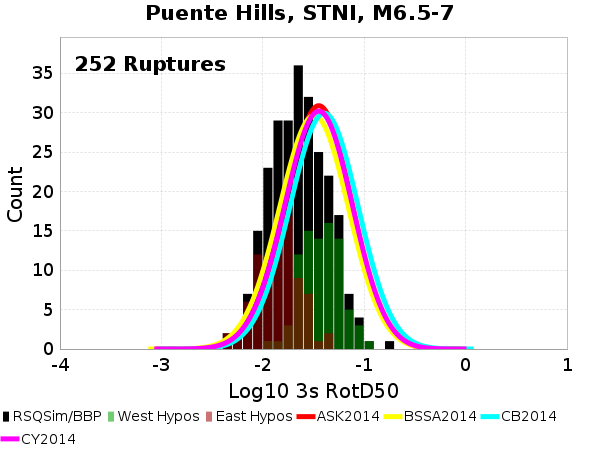 Puente Hills, STNI, M6.5-7
252 Ruptures
35
30
25
20
15
10
5
0
Count
-4 -3 -2 -1 0 1
Log10 3s RotD50
RSQSim/BBP West Hypos East Hypos ASK2014 BSSA2014 CB2014
CY2014